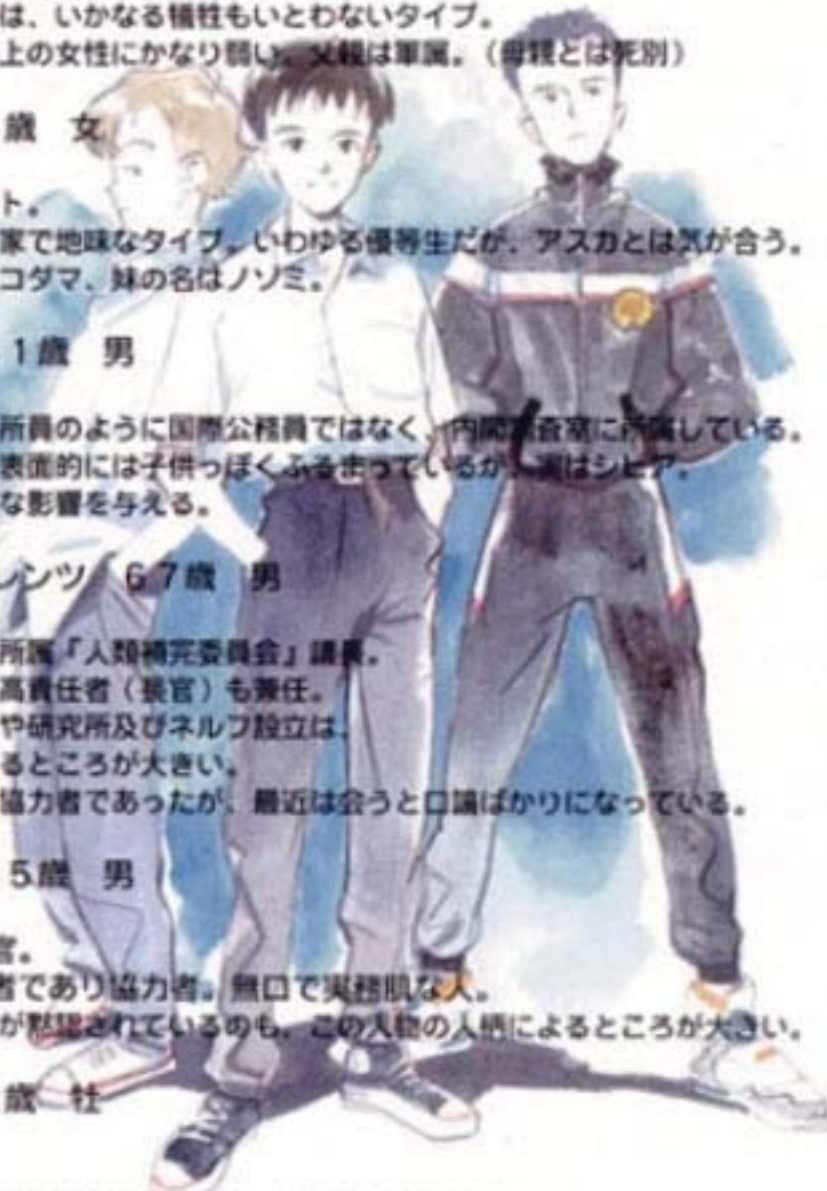 は、いかなる犠牲もいとわないタイプ。
上の女性にかなり弱い。父親は軍属。（母親とは死別）
歳　女
ト。
家で地味なタイプ。いわゆる優等生だが、アスカとは気が合う。
コダマ、妹の名はノゾミ。
1歳　男
所員のように国際公務員ではなく、内閣調査室に所属している。
表面的には子供っぽくふるまっているが、実はシビア。
な影響を与える。
レンツ　67歳　男
所属『人類補完委員会』議長。
高責任者（長官）も兼任。
や研究所及びネルフ設立は、
るところが大きい。
協力者であったが、最近は会うと口論ばかりになっている。
5歳　男
官。
者であり協力者。無口で実務肌な人。
が黙認されているのも、この人物の人柄によるところが大きい。
歳　牡